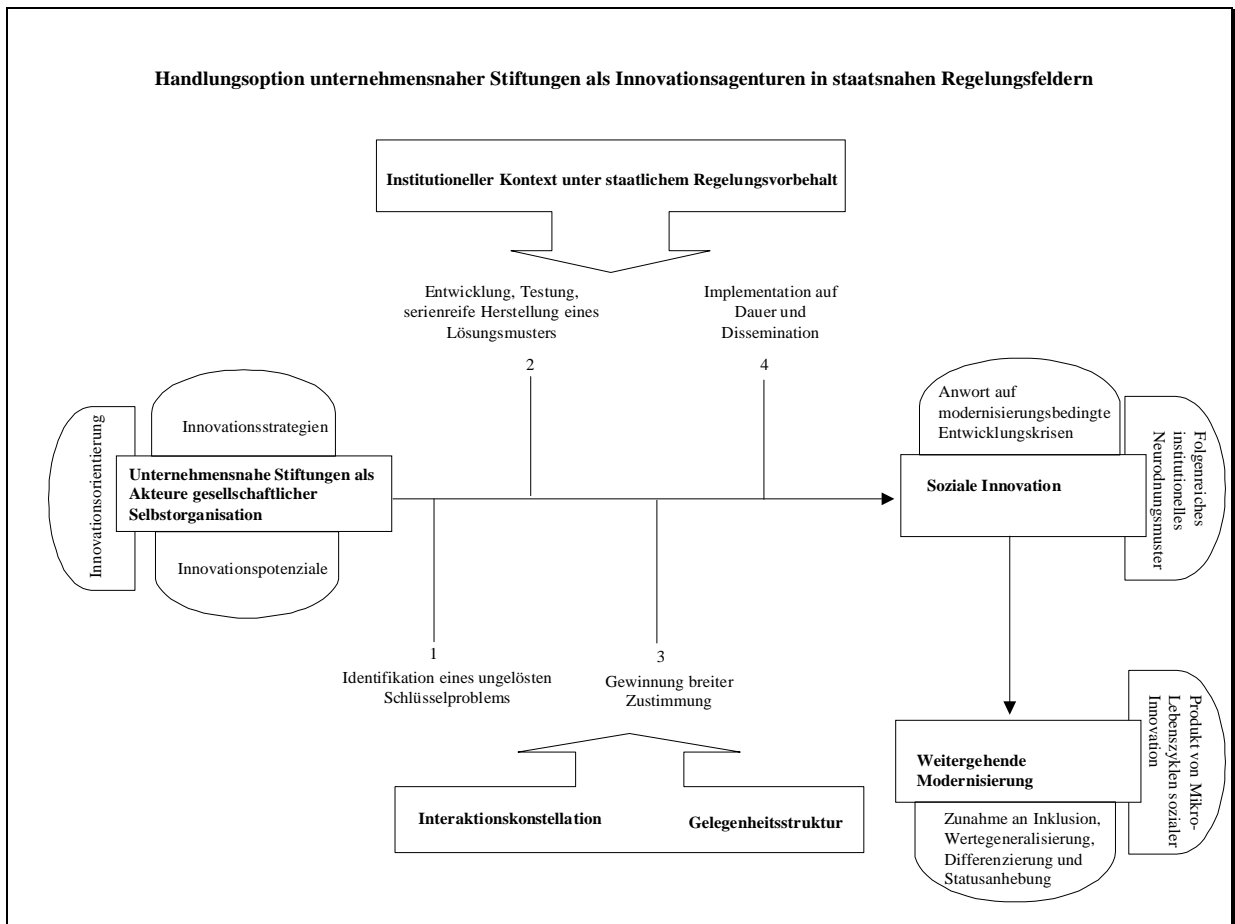 Handlungsoption unternehmensnaher Stiftungen als Innovationsagenturen in staatsnahen Regelungsfeldern
Institutioneller Kontext unter staatlichem Regelungsvorbehalt
Entwicklung, Testung,
serienreife Herstellung eines
Lösungsmusters
2
Implementation auf
Dauer und
Dissemination
4
Innovationsorientierung
Innovationsstrategien
Unternehmensnahe Stiftungen als
Akteure gesellschaftlicher
Selbstorganisation
Innovationspotenziale
Anwort auf
modernisierungsbedingte
Entwicklungskrisen
Soziale Innovation
Folgenreiches
institutionelles
Neurodnungsmuster
1
Identifikation eines ungelösten
Schlüsselproblems
3
Gewinnung breiter
Zustimmung
Interaktionskonstellation
Gelegenheitsstruktur
Weitergehende
Modernisierung
Zunahme an Inklusion,
Wertegeneralisierung,
Differenzierung und
Statusanhebung
Produkt von Mikro-
Lebenszyklen sozialer
Innovation